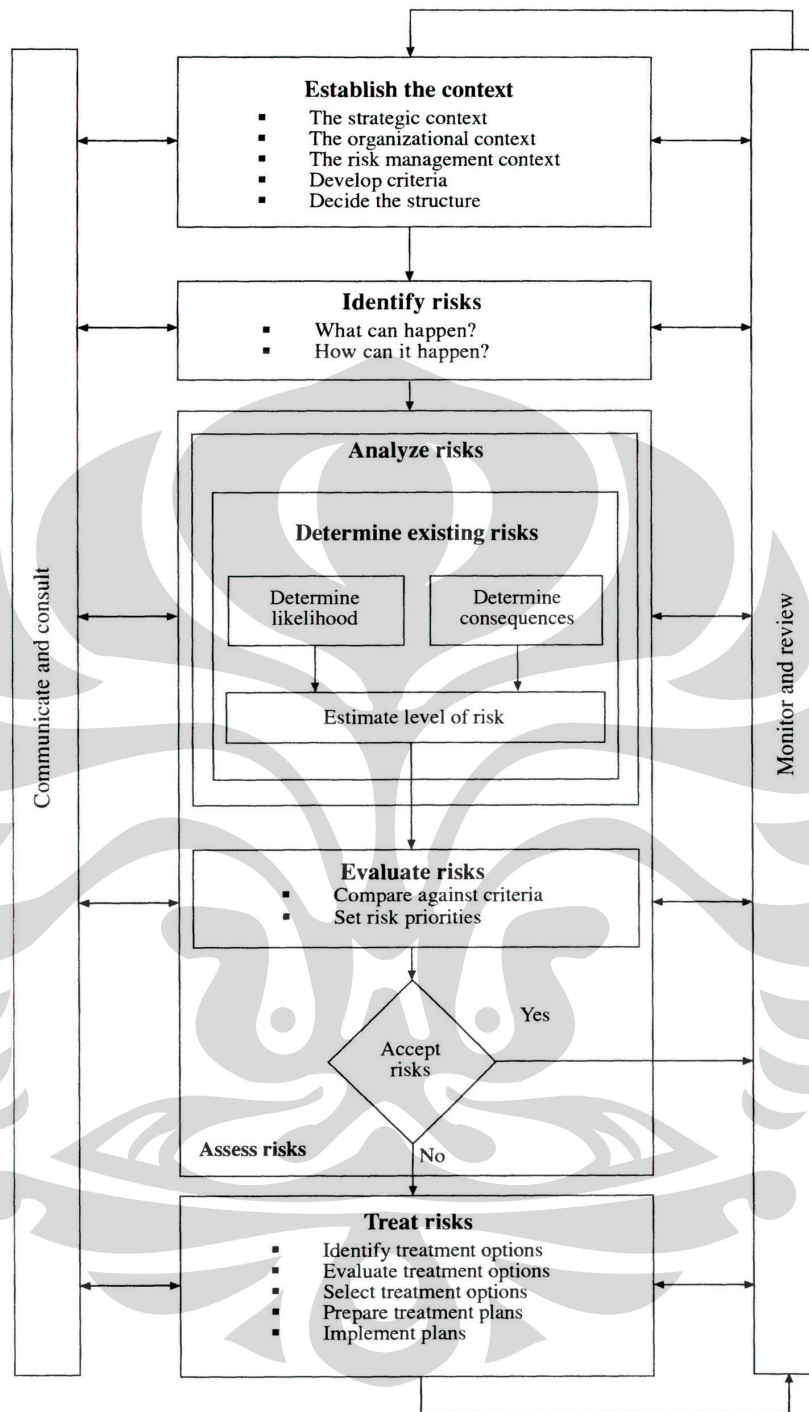 Establish the context
▪ The strategic context
▪ The organizational context
▪ The risk management context
▪ Develop criteria
▪ Decide the structure
Identify risks
▪ What can happen?
▪ How can it happen?
Analyze risks
Determine existing risks
Determine
likelihood
Determine
consequences
Estimate level of risk
Communicate and consult
Monitor and review
Evaluate risks
▪ Compare against criteria
▪ Set risk priorities
Accept
risks
Yes
No
Assess risks
Treat risks
▪ Identify treatment options
▪ Evaluate treatment options
▪ Select treatment options
▪ Prepare treatment plans
▪ Implement plans